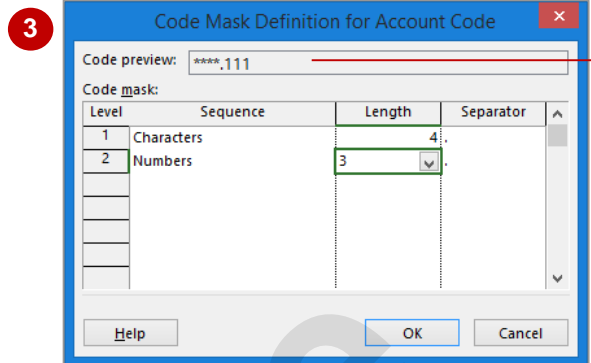 3
Code Mask Definition for Account Code
Code preview: ****.111
Code mask:
Level Sequence Length Separator
1 Characters 4 .
2 Numbers 3 .
Help OK Cancel